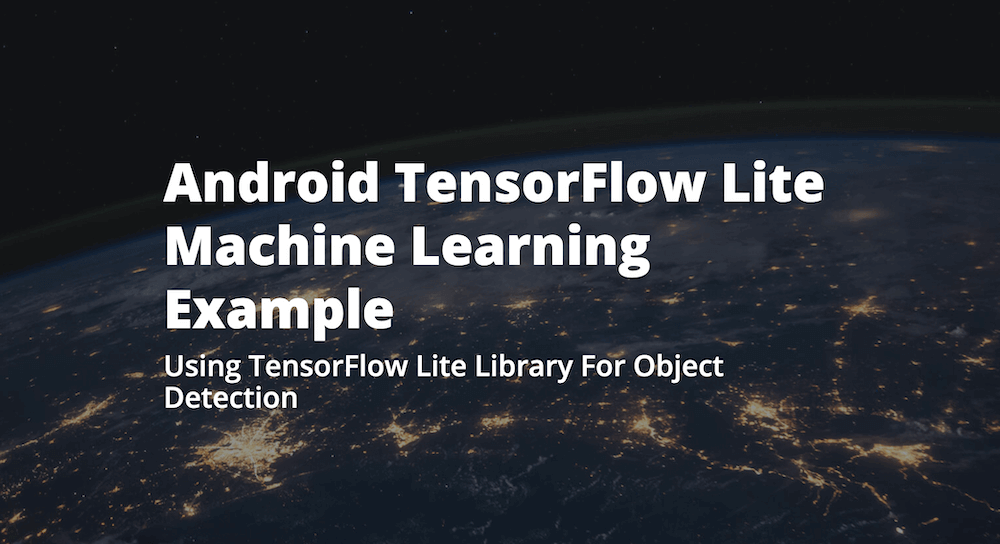 Android TensorFlow Lite
Machine Learning
Example
Using TensorFlow Lite Library For Object
Detection